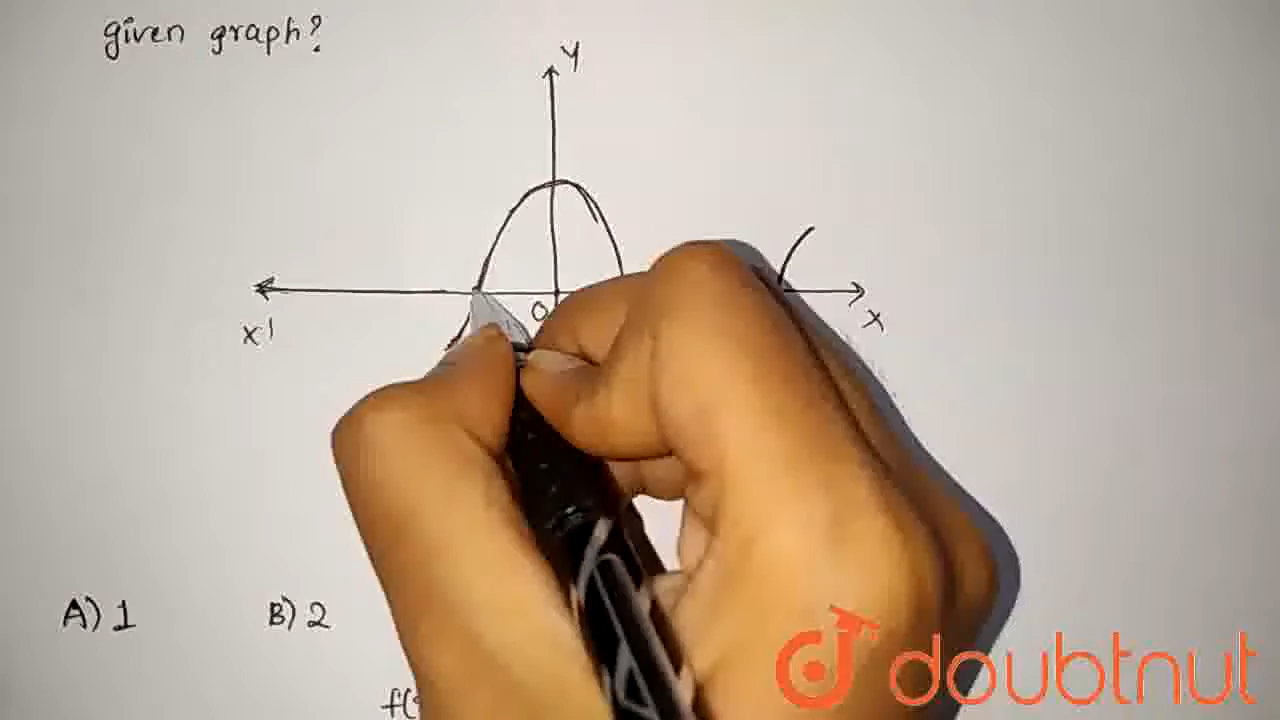 given graph?
Y
O
X' X
A) 1 B) 2
f(
doubtnut